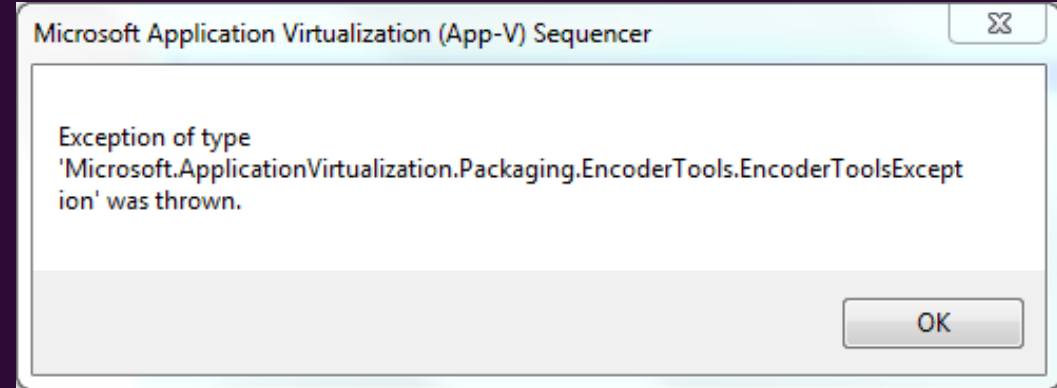 Microsoft Application Virtualization (App-V) Sequencer
Exception of type
'Microsoft.ApplicationVirtualization.Packaging.EncoderTools.EncoderToolsExcept
ion' was thrown.
OK